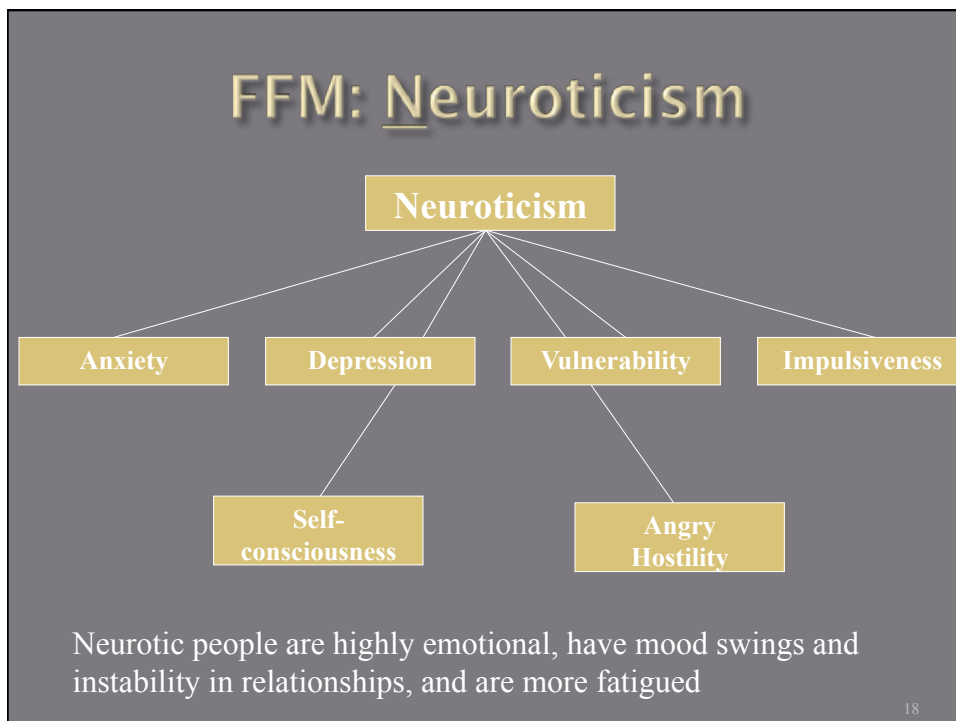 FFM: Neuroticism
Neuroticism
Anxiety
Depression
Vulnerability
Impulsiveness
Self-
consciousness
Angry
Hostility
Neurotic people are highly emotional, have mood swings and
instability in relationships, and are more fatigued
18